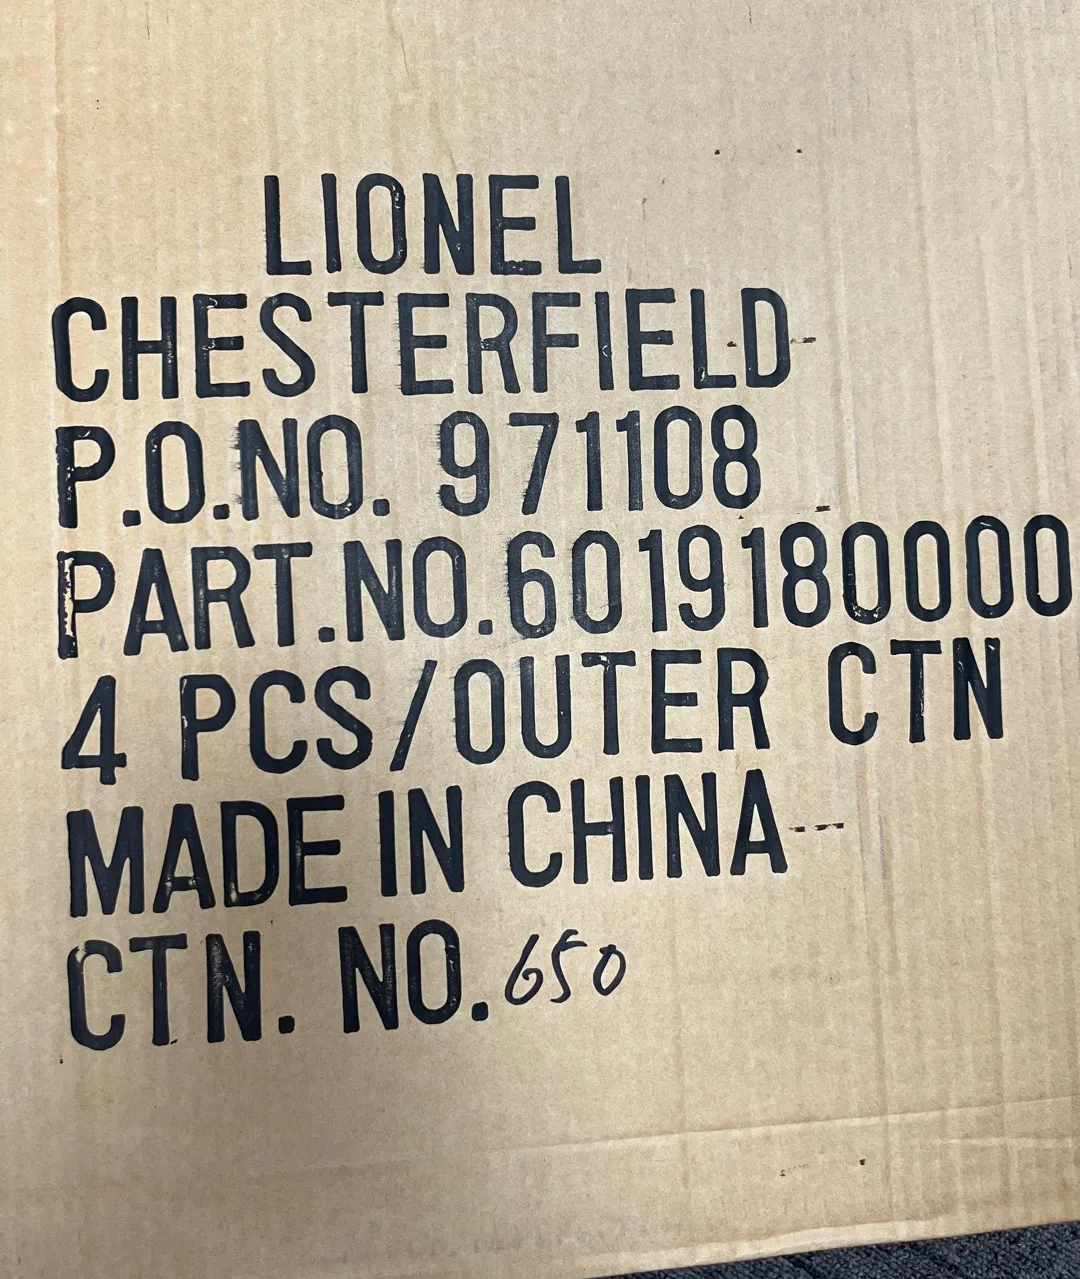 LIONEL
CHESTERFIELD
P.O.NO. 971108
PART.NO.6019180000
4 PCS/OUTER CTN
MADE IN CHINA
CTN. NO. 650